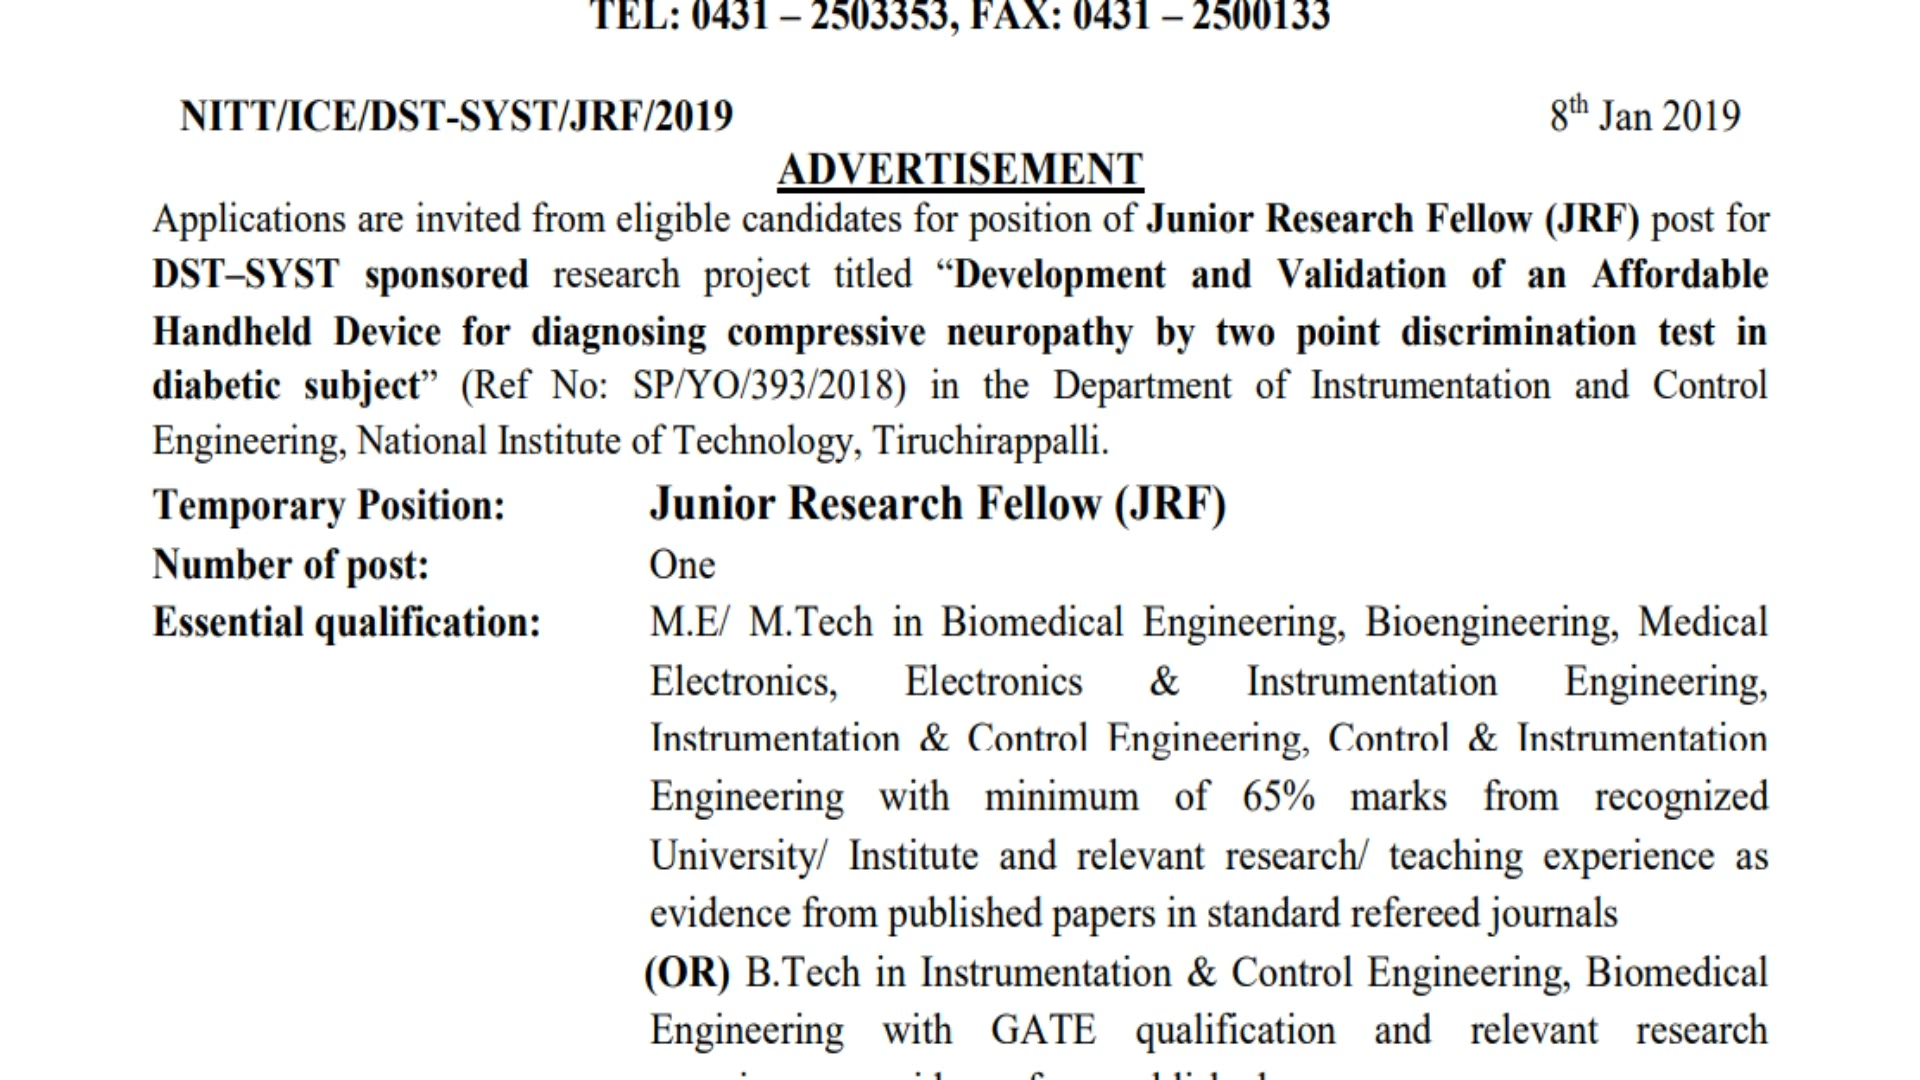 TEL: 0431 – 2503353, FAX: 0431 – 2500133
NITT/ICE/DST-SYST/JRF/2019 8th Jan 2019
ADVERTISEMENT
Applications are invited from eligible candidates for position of Junior Research Fellow (JRF) post for
DST–SYST sponsored research project titled “Development and Validation of an Affordable
Handheld Device for diagnosing compressive neuropathy by two point discrimination test in
diabetic subject” (Ref No: SP/YO/393/2018) in the Department of Instrumentation and Control
Engineering, National Institute of Technology, Tiruchirappalli.
Temporary Position: Junior Research Fellow (JRF)
Number of post: One
Essential qualification: M.E/ M.Tech in Biomedical Engineering, Bioengineering, Medical
Electronics, Electronics & Instrumentation Engineering,
Instrumentation & Control Engineering, Control & Instrumentation
Engineering with minimum of 65% marks from recognized
University/ Institute and relevant research/ teaching experience as
evidence from published papers in standard refereed journals
(OR) B.Tech in Instrumentation & Control Engineering, Biomedical
Engineering with GATE qualification and relevant research